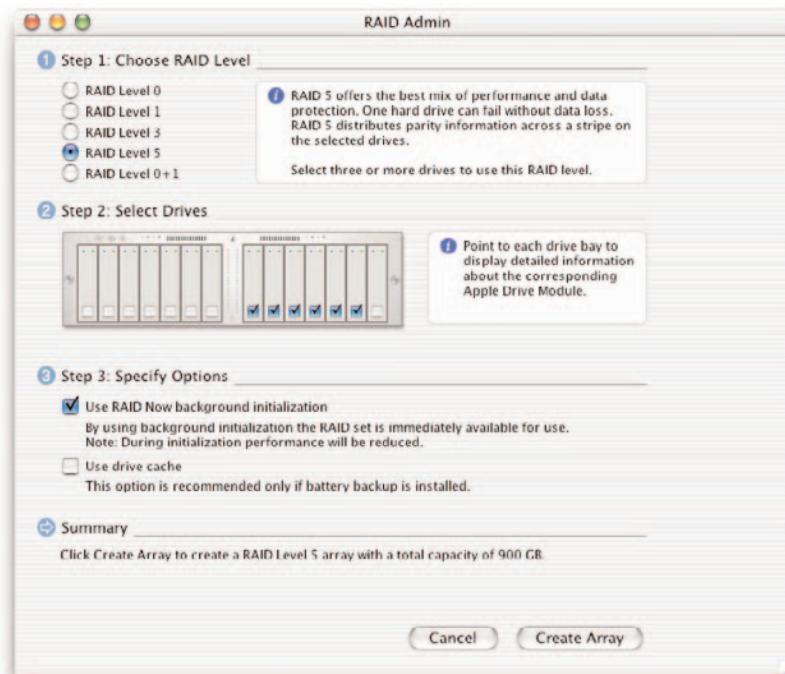 RAID Admin
1 Step 1: Choose RAID Level
RAID Level 0
RAID Level 1
RAID Level 3
RAID Level 5
RAID Level 0+1
RAID 5 offers the best mix of performance and data
protection. One hard drive can fail without data loss.
RAID 5 distributes parity information across a stripe on
the selected drives.
Select three or more drives to use this RAID level.
2 Step 2: Select Drives
Point to each drive bay to
display detailed information
about the corresponding
Apple Drive Module.
3 Step 3: Specify Options
Use RAID Now background initialization
By using background initialization the RAID set is immediately available for use.
Note: During initialization performance will be reduced.
Use drive cache
This option is recommended only if battery backup is installed.
Summary
Click Create Array to create a RAID Level 5 array with a total capacity of 900 GB.
Cancel
Create Array